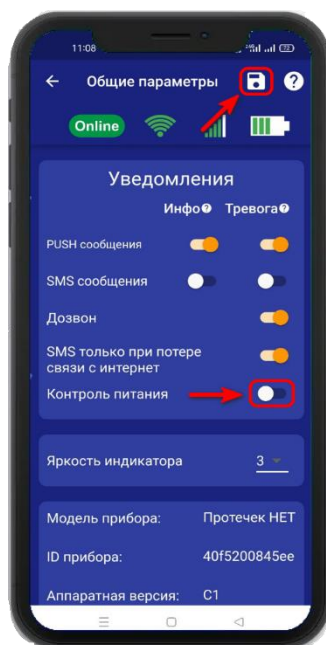 11:08
Общие параметры ?
Online
Уведомления
Инфо? Тревога?
PUSH сообщения
SMS сообщения
Дозвон
SMS только при потере
связи с интернет
Контроль питания
Яркость индикатора 3
Модель прибора: Протечек НЕТ
ID прибора: 40f5200845ee
Аппаратная версия: C1